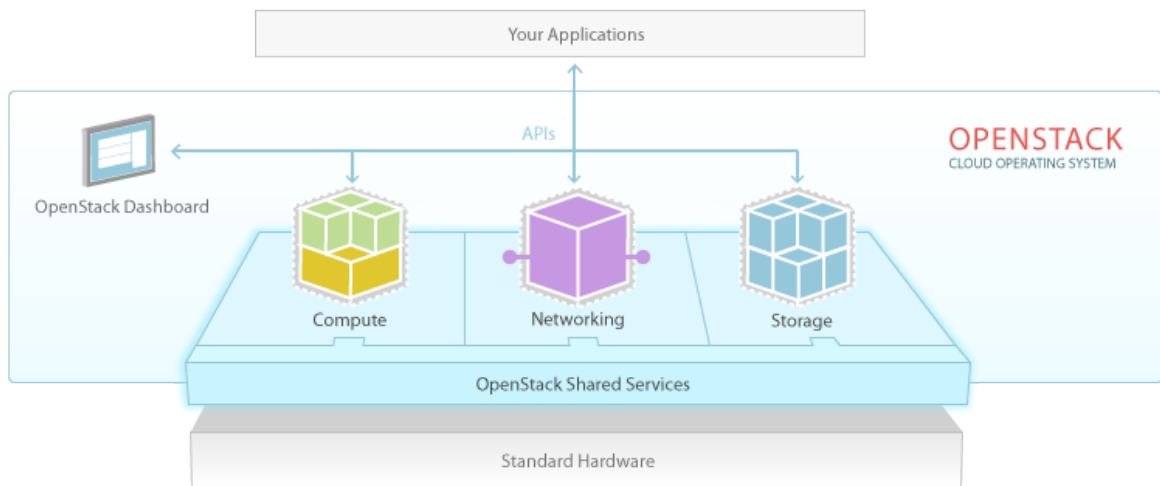 Your Applications
APIs
OPENSTACK
CLOUD OPERATING SYSTEM
OpenStack Dashboard
Compute
Networking
Storage
OpenStack Shared Services
Standard Hardware